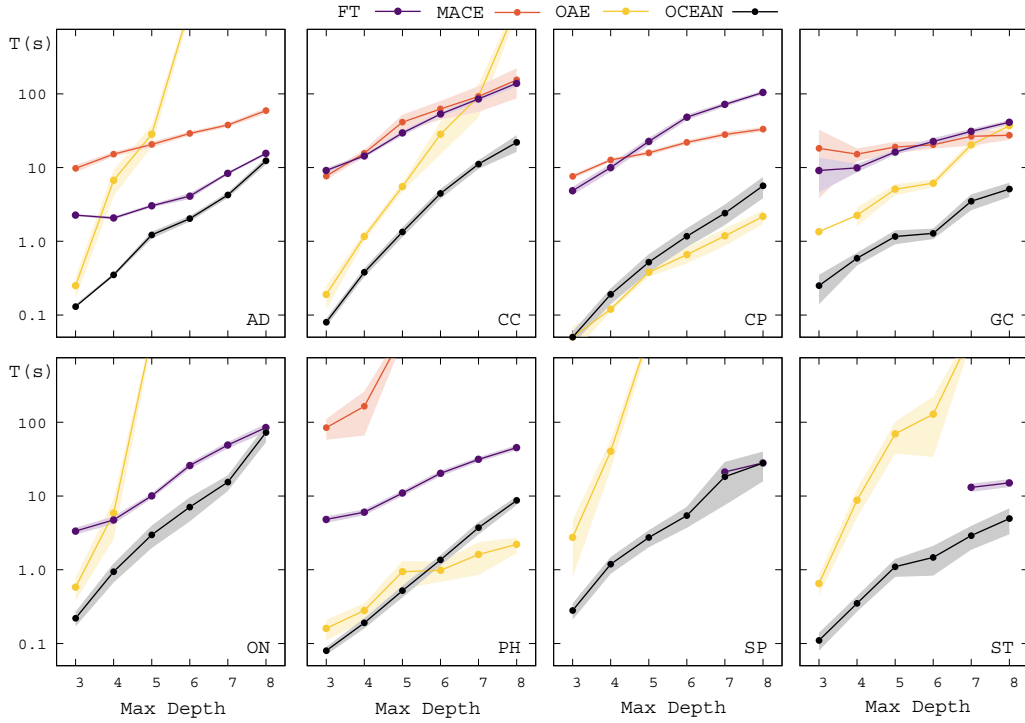 FT MACE OAE OCEAN
T(s)
100
10
1.0
0.1
AD CC CP GC
T(s)
100
10
1.0
0.1
ON PH SP ST
3 4 5 6 7 8 3 4 5 6 7 8 3 4 5 6 7 8 3 4 5 6 7 8
Max Depth Max Depth Max Depth Max Depth